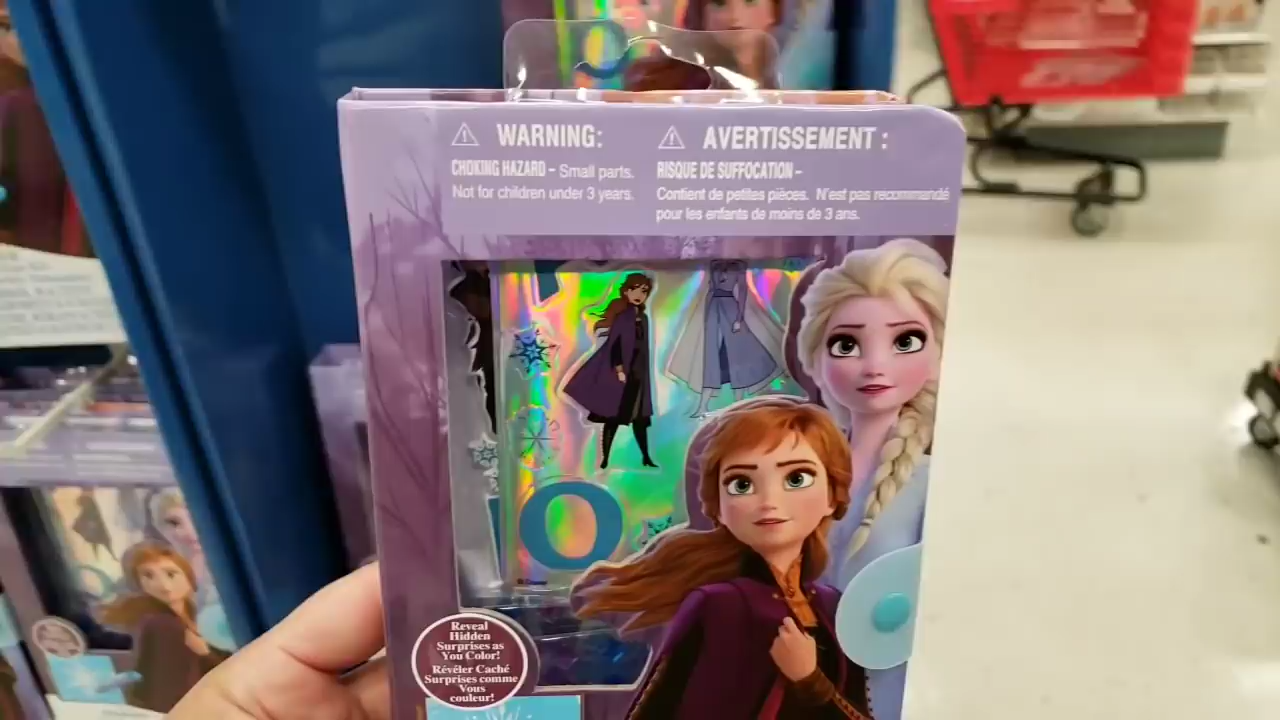 WARNING:
CHOKING HAZARD – Small parts.
Not for children under 3 years.
AVERTISSEMENT :
RISQUE DE SUFFOCATION –
Contient de petites pièces. N'est pas recommandé
pour les enfants de moins de 3 ans.
O
Reveal
Hidden
Surprises as
You Color!
Révéler Caché
Surprises comme
Vous
couleur!